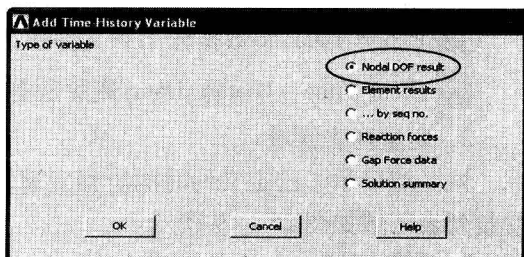 Add Time-History Variable
Type of variable
Nodal DOF result
Element results
... by seq no.
Reaction forces
Gap Force data
Solution summary
OK
Cancel
Help